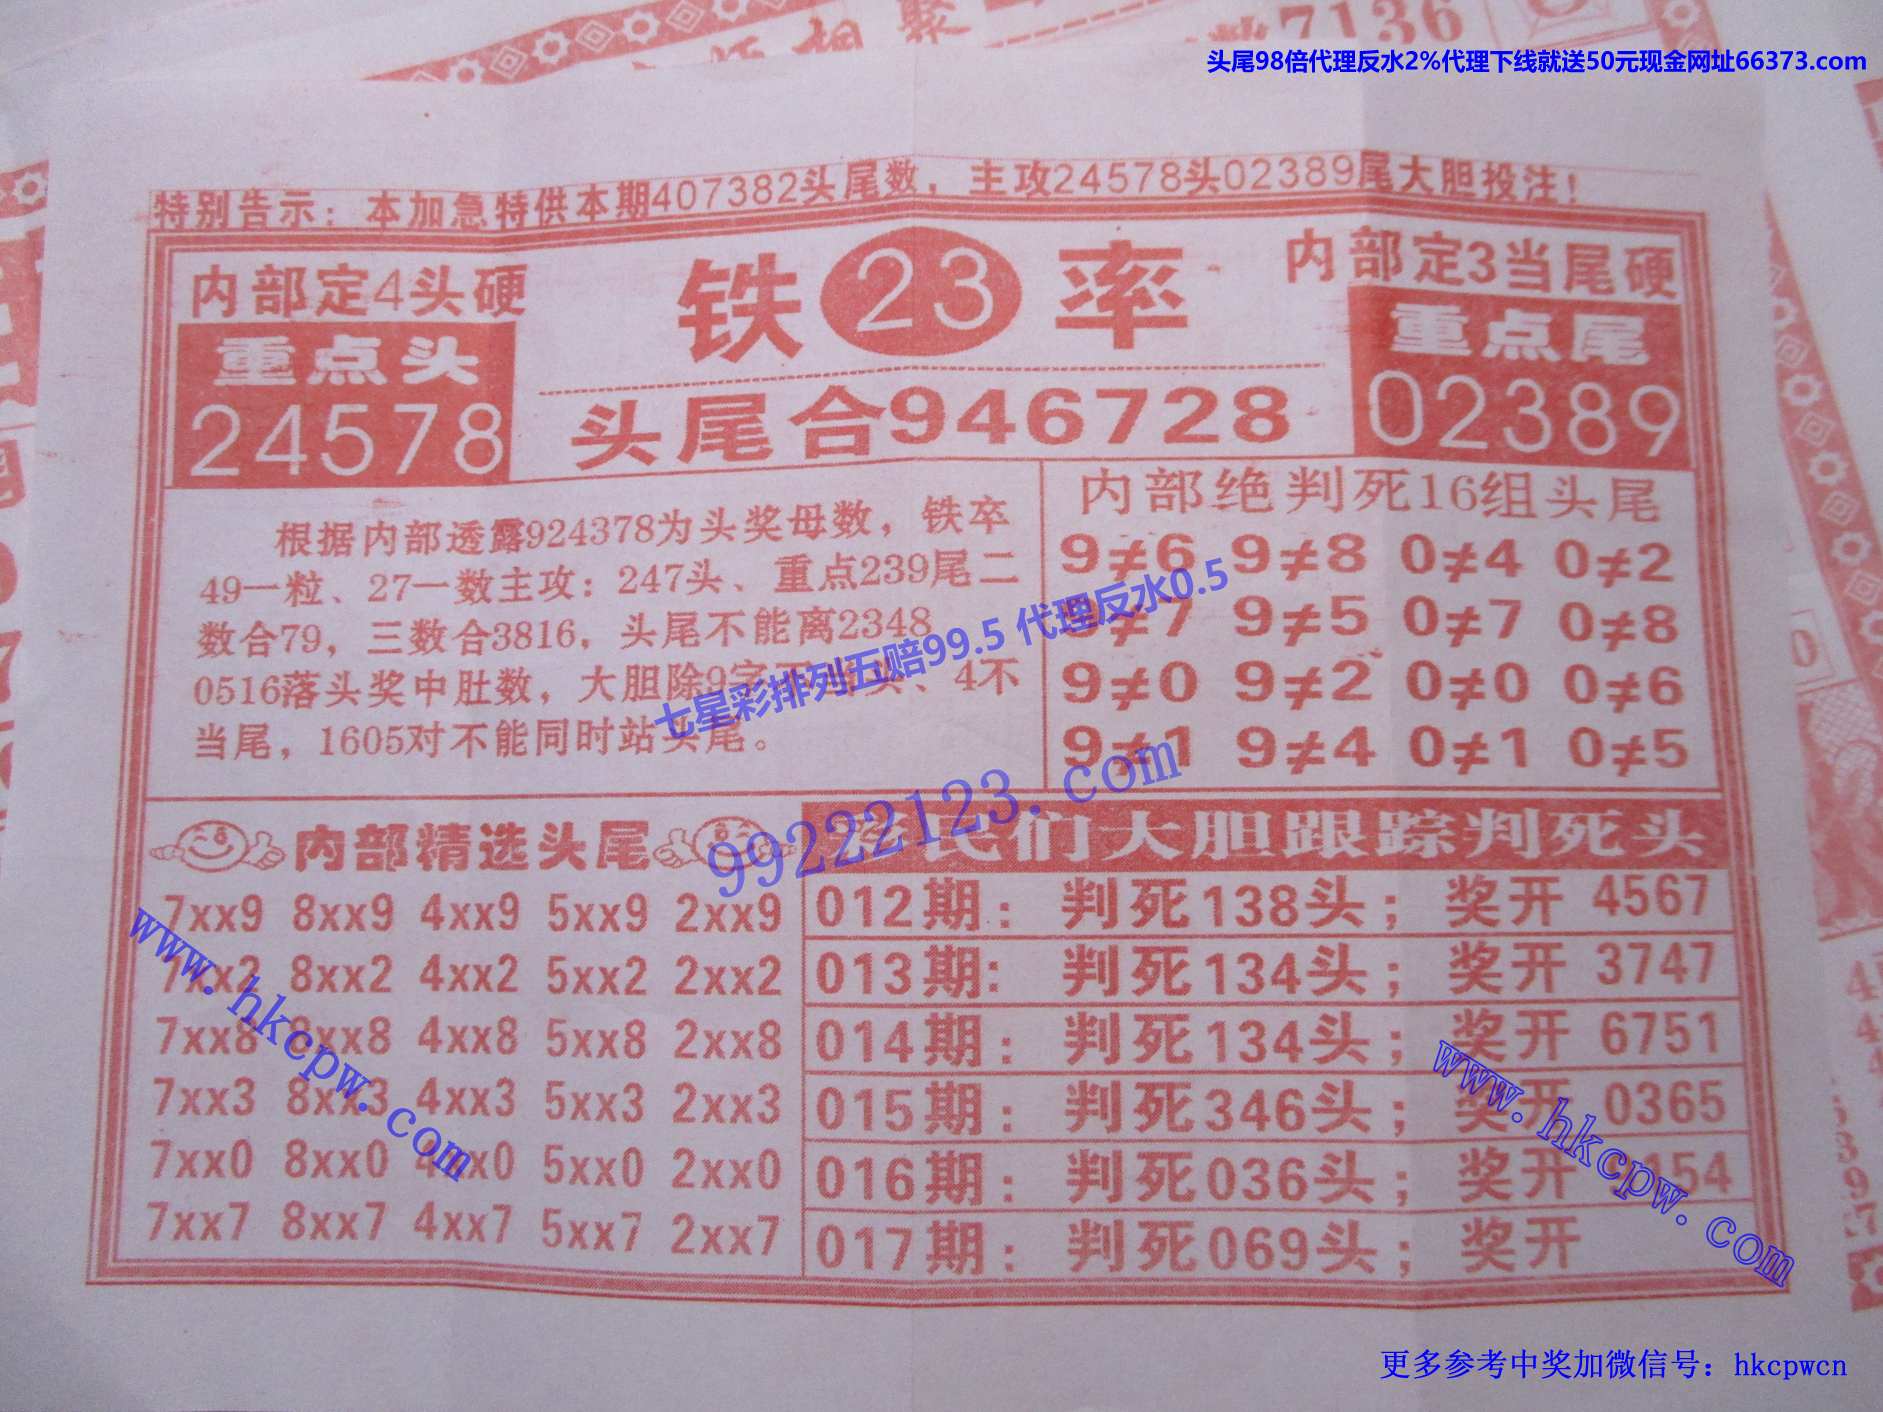 7136
头尾98倍代理反水2%代理下线就送50元现金网址66373.com
特别告示：本加急特供本期407382头尾数，主攻24578头02389尾大胆投注！
内部定4头硬
重点头
24578
铁23率
头尾合946728
内部定3当尾硬
重点尾
02389
根据内部透露924378为头奖母数，铁卒
49一粒、27一数主攻：247头、重点239尾二
数合79，三数合3816，头尾不能离2348
0516落头奖中肚数，大胆除9字头、4不
当尾，1605对不能同时站头尾。
内部绝判死16组头尾
9≠6 9≠8 0≠4 0≠2
9≠7 9≠5 0≠7 0≠8
9≠0 9≠2 0≠0 0≠6
9≠1 9≠4 0≠1 0≠5
七星彩排列五赔99.5 代理反水0.5
99222123.com
内部精选头尾
7xx9 8xx9 4xx9 5xx9 2xx9
7xx2 8xx2 4xx2 5xx2 2xx2
7xx8 8xx8 4xx8 5xx8 2xx8
7xx3 8xx3 4xx3 5xx3 2xx3
7xx0 8xx0 4xx0 5xx0 2xx0
7xx7 8xx7 4xx7 5xx7 2xx7
彩民们大胆跟踪判死头
012期：判死138头；奖开 4567
013期：判死134头；奖开 3747
014期：判死134头；奖开 6751
015期：判死346头；奖开 0365
016期：判死036头；奖开 154
017期：判死069头；奖开
www.hkcpw.com
www.hkcpw.com
更多参考中奖加微信号：hkcpwcn